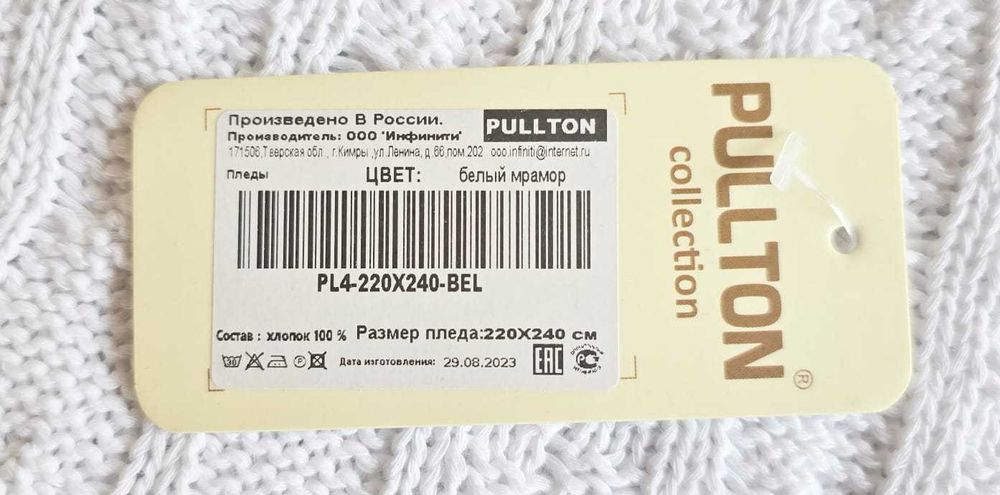 Произведено В России.
Производитель: ООО "Инфинити"
PULLTON
171506,Тверская обл., г.Кимры ,ул.Ленина, д.66,пом.202 ooo.infiniti@internet.ru
Пледы ЦВЕТ: белый мрамор
PL4-220X240-BEL
Состав : хлопок 100 % Размер пледа:220X240 см
Дата изготовления: 29.08.2023 EAC
PULLTON ®
collection